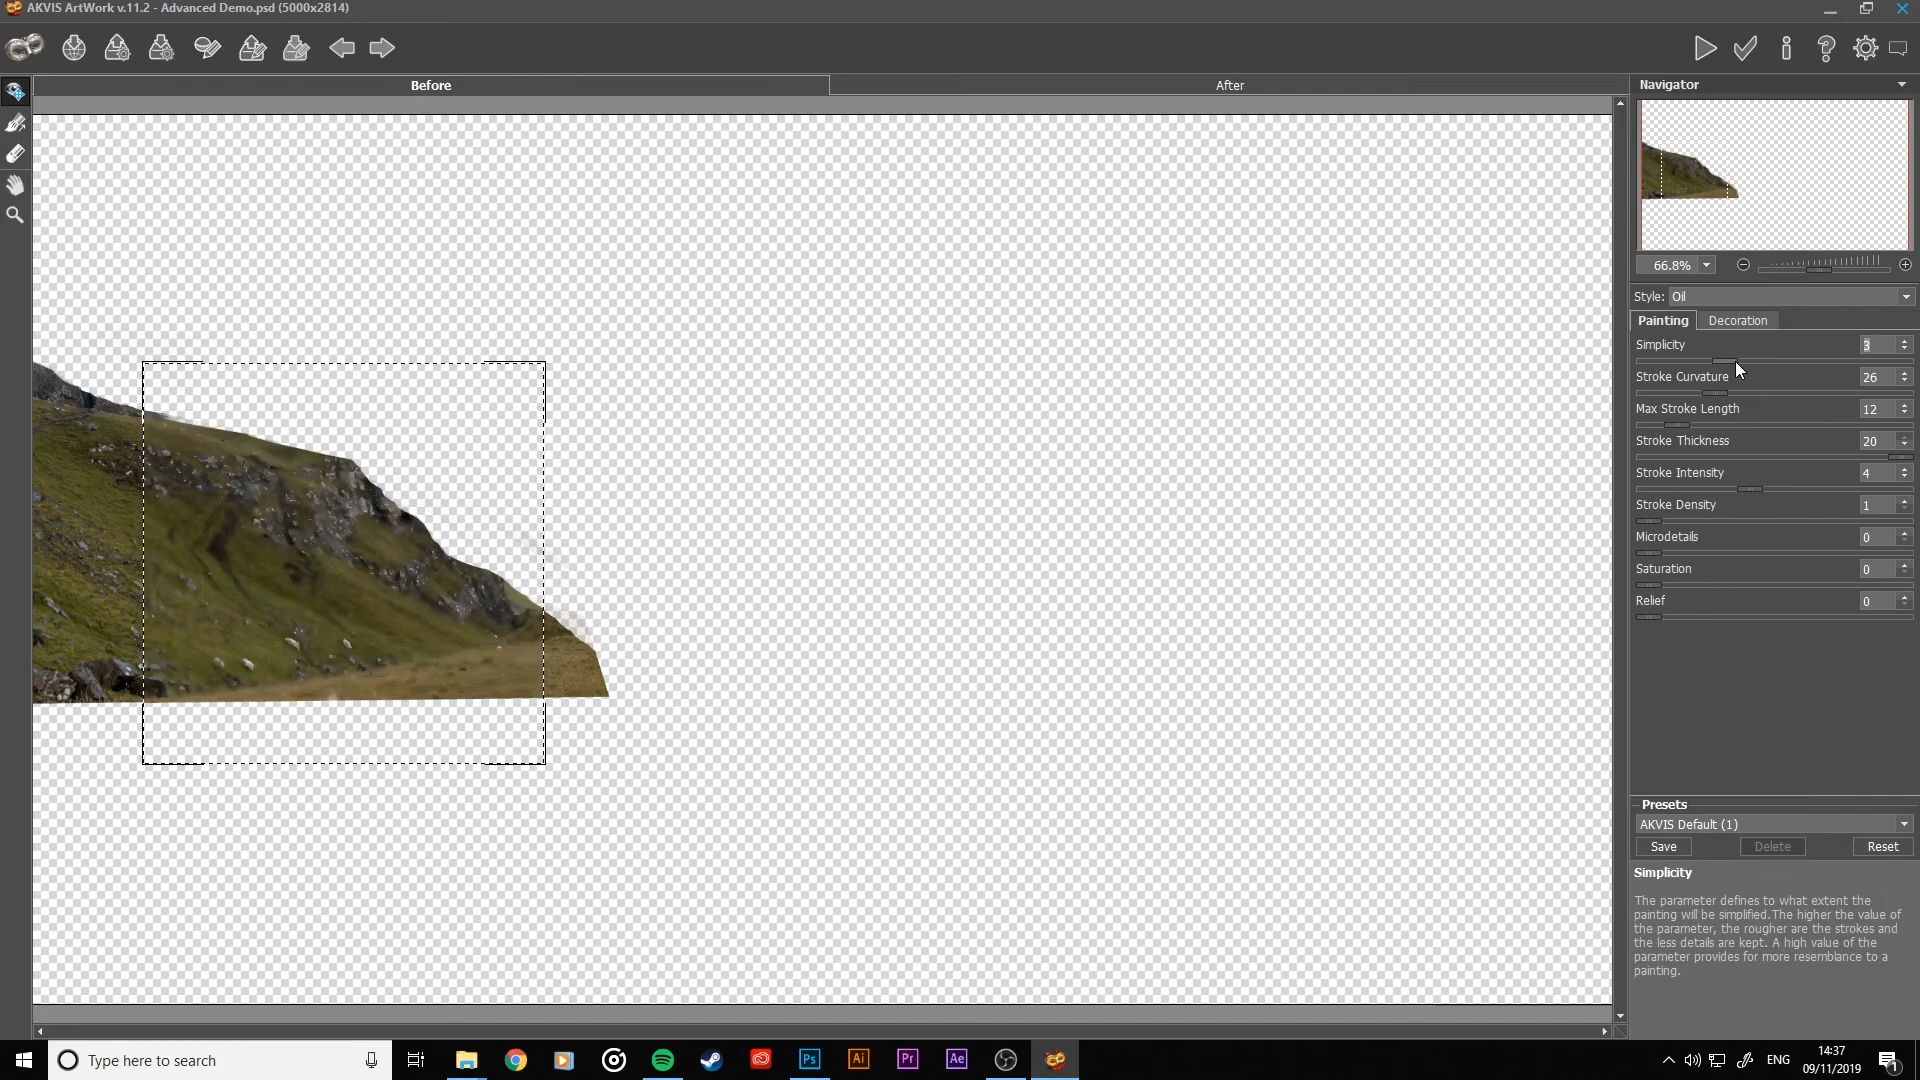 AKVIS ArtWork v.11.2 - Advanced Demo.psd (5000x2814)
Before
After
Navigator
66.8%
Style: Oil
Painting
Decoration
Simplicity 3
Stroke Curvature 26
Max Stroke Length 12
Stroke Thickness 20
Stroke Intensity 4
Stroke Density 1
Microdetails 0
Saturation 0
Relief 0
Presets
AKVIS Default (1)
Save
Delete
Reset
Simplicity
The parameter defines to what extent the
painting will be simplified.The higher the value of
the parameter, the rougher are the strokes and
the less details are kept. A high value of the
parameter provides for more resemblance to a
painting.
Type here to search
Ps
Ai
Pr
Ae
ENG
14:37
09/11/2019
1